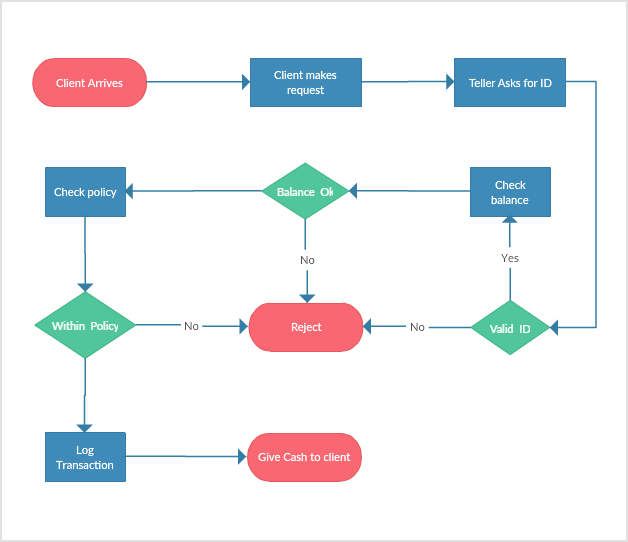 Client Arrives
Client makes
request
Teller Asks for ID
Check policy
Balance Ok
Check
balance
No
Yes
Within Policy
No
Reject
No
Valid ID
Log
Transaction
Give Cash to client